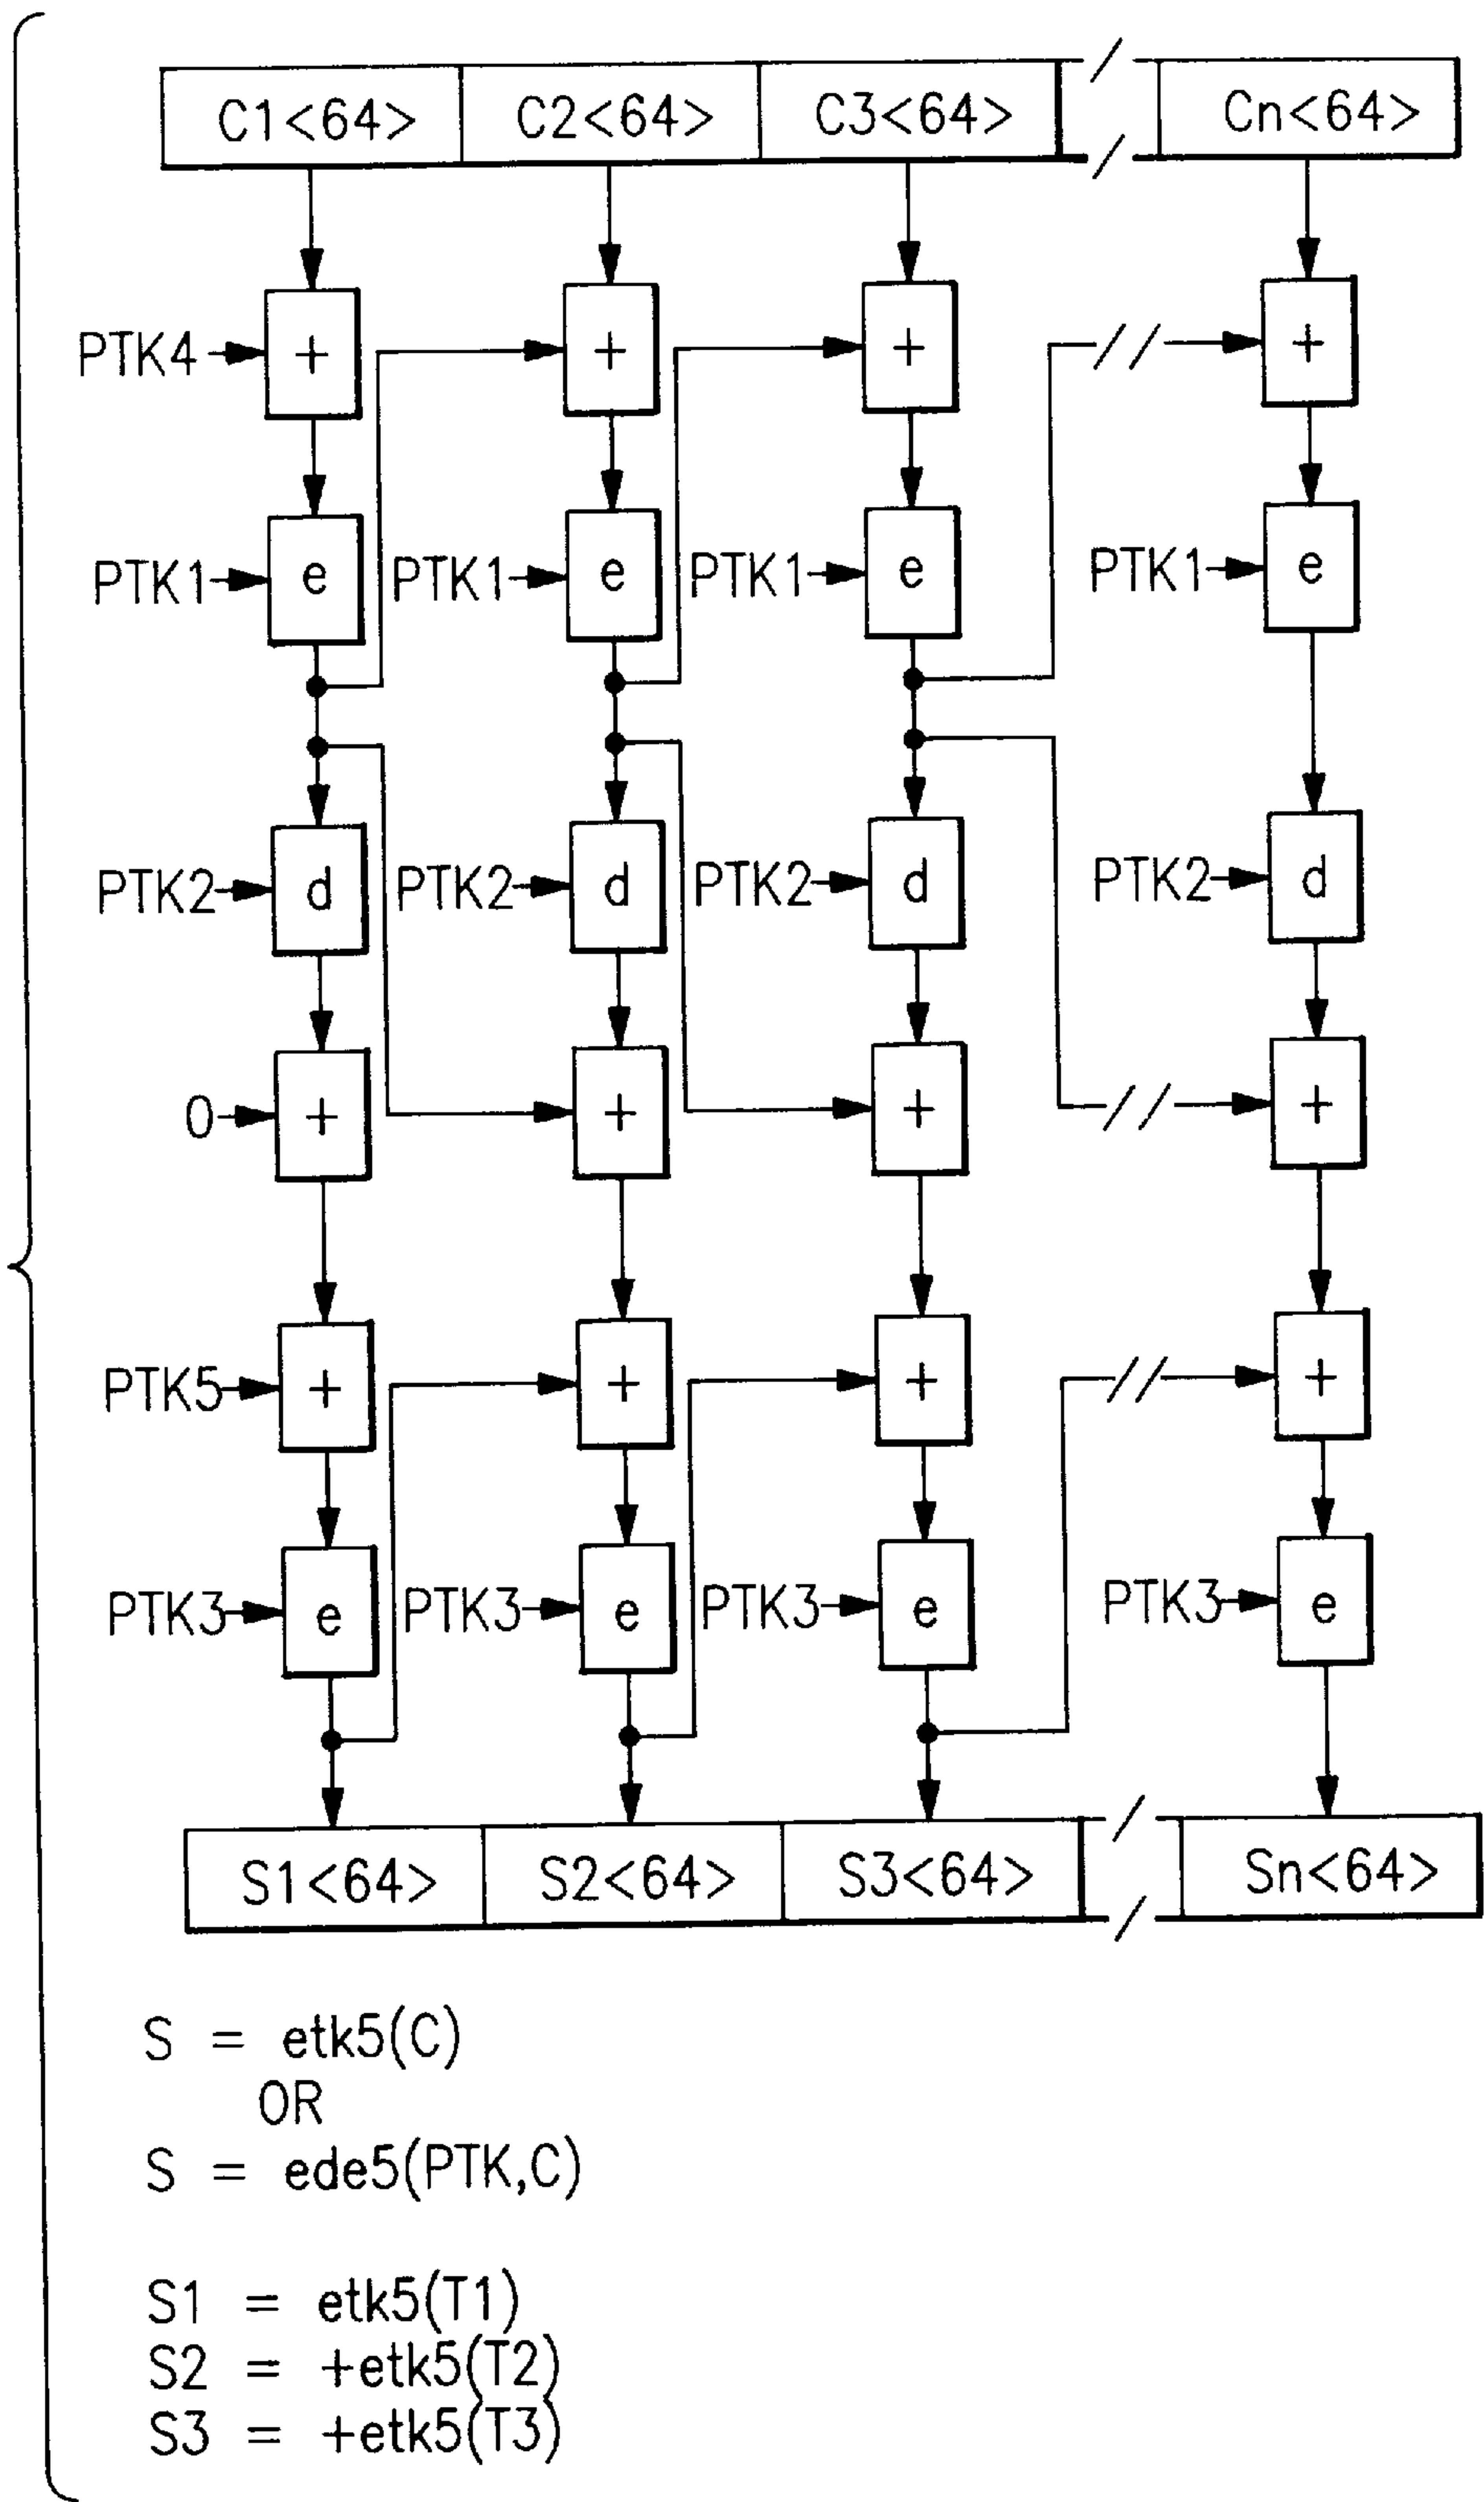 C1<64> C2<64> C3<64> Cn<64>
PTK4 + + + +
PTK1 e PTK1 e PTK1 e PTK1 e
PTK2 d PTK2 d PTK2 d PTK2 d
0 + + + +
PTK5 + + + +
PTK3 e PTK3 e PTK3 e PTK3 e
S1<64> S2<64> S3<64> Sn<64>
S = etk5(C)
OR
S = ede5(PTK,C)
S1 = etk5(T1)
S2 = +etk5(T2)
S3 = +etk5(T3)